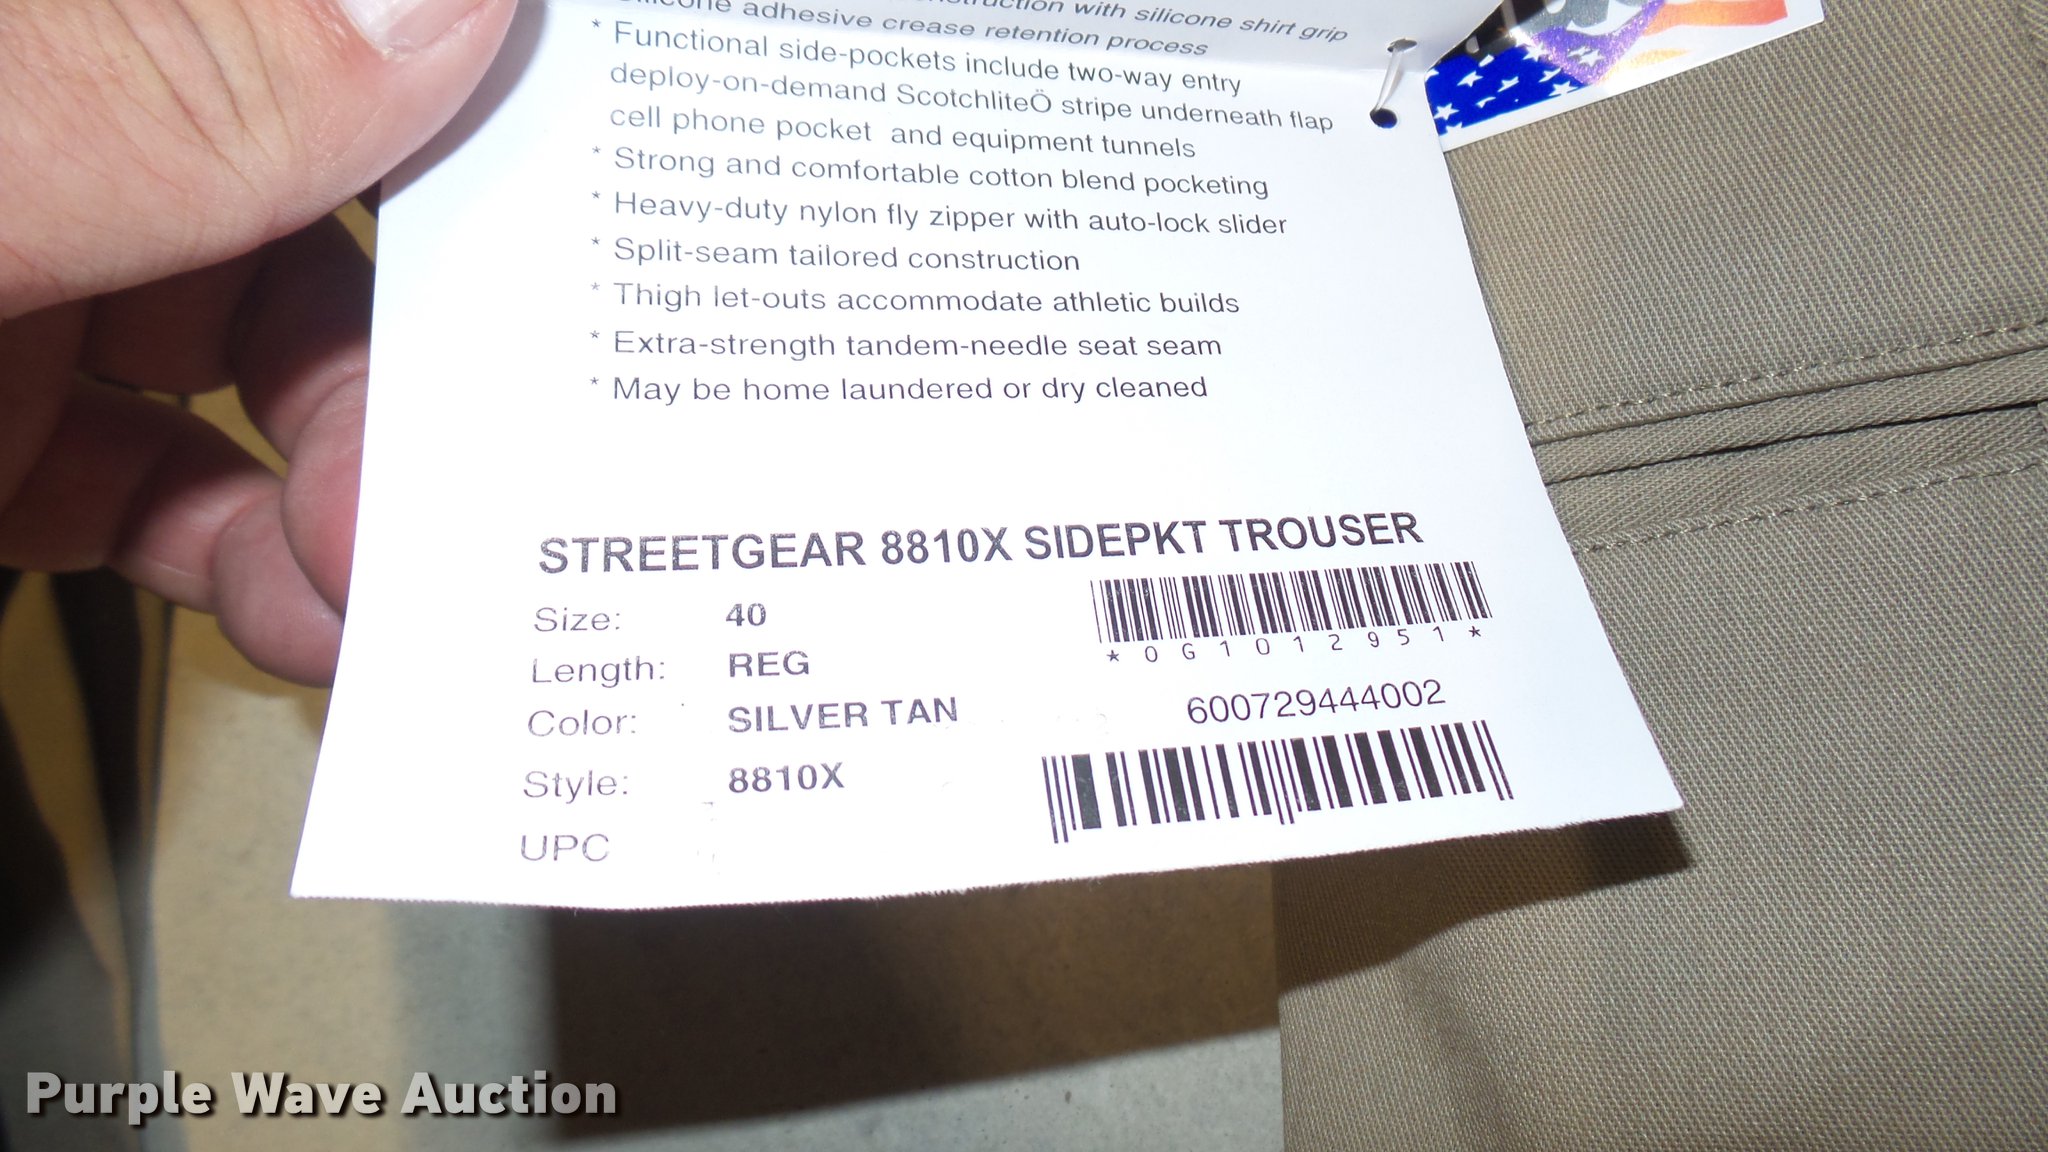 with silicone shirt grip
adhesive crease retention process
* Functional side-pockets include two-way entry
deploy-on-demand ScotchliteÖ stripe underneath flap
cell phone pocket and equipment tunnels
* Strong and comfortable cotton blend pocketing
* Heavy-duty nylon fly zipper with auto-lock slider
* Split-seam tailored construction
* Thigh let-outs accommodate athletic builds
* Extra-strength tandem-needle seat seam
* May be home laundered or dry cleaned
STREETGEAR 8810X SIDEPKT TROUSER
Size: 40
Length: REG
Color: SILVER TAN
Style: 8810X
UPC
*0G1012951*
600729444002
Purple Wave Auction